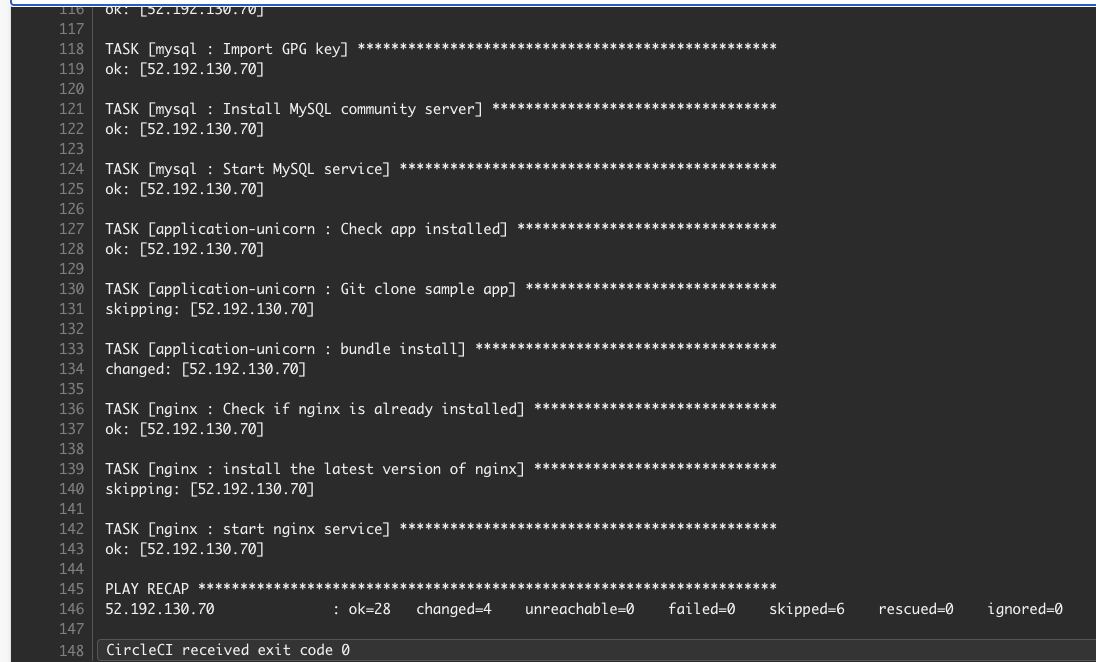 116 ok: [52.192.130.70]
117
118 TASK [mysql : Import GPG key] **************************************************
119 ok: [52.192.130.70]
120
121 TASK [mysql : Install MySQL community server] **********************************
122 ok: [52.192.130.70]
123
124 TASK [mysql : Start MySQL service] *********************************************
125 ok: [52.192.130.70]
126
127 TASK [application-unicorn : Check app installed] *******************************
128 ok: [52.192.130.70]
129
130 TASK [application-unicorn : Git clone sample app] ******************************
131 skipping: [52.192.130.70]
132
133 TASK [application-unicorn : bundle install] ************************************
134 changed: [52.192.130.70]
135
136 TASK [nginx : Check if nginx is already installed] *****************************
137 ok: [52.192.130.70]
138
139 TASK [nginx : install the latest version of nginx] *****************************
140 skipping: [52.192.130.70]
141
142 TASK [nginx : start nginx service] *********************************************
143 ok: [52.192.130.70]
144
145 PLAY RECAP *********************************************************************
146 52.192.130.70 : ok=28 changed=4 unreachable=0 failed=0 skipped=6 rescued=0 ignored=0
147
148 CircleCI received exit code 0